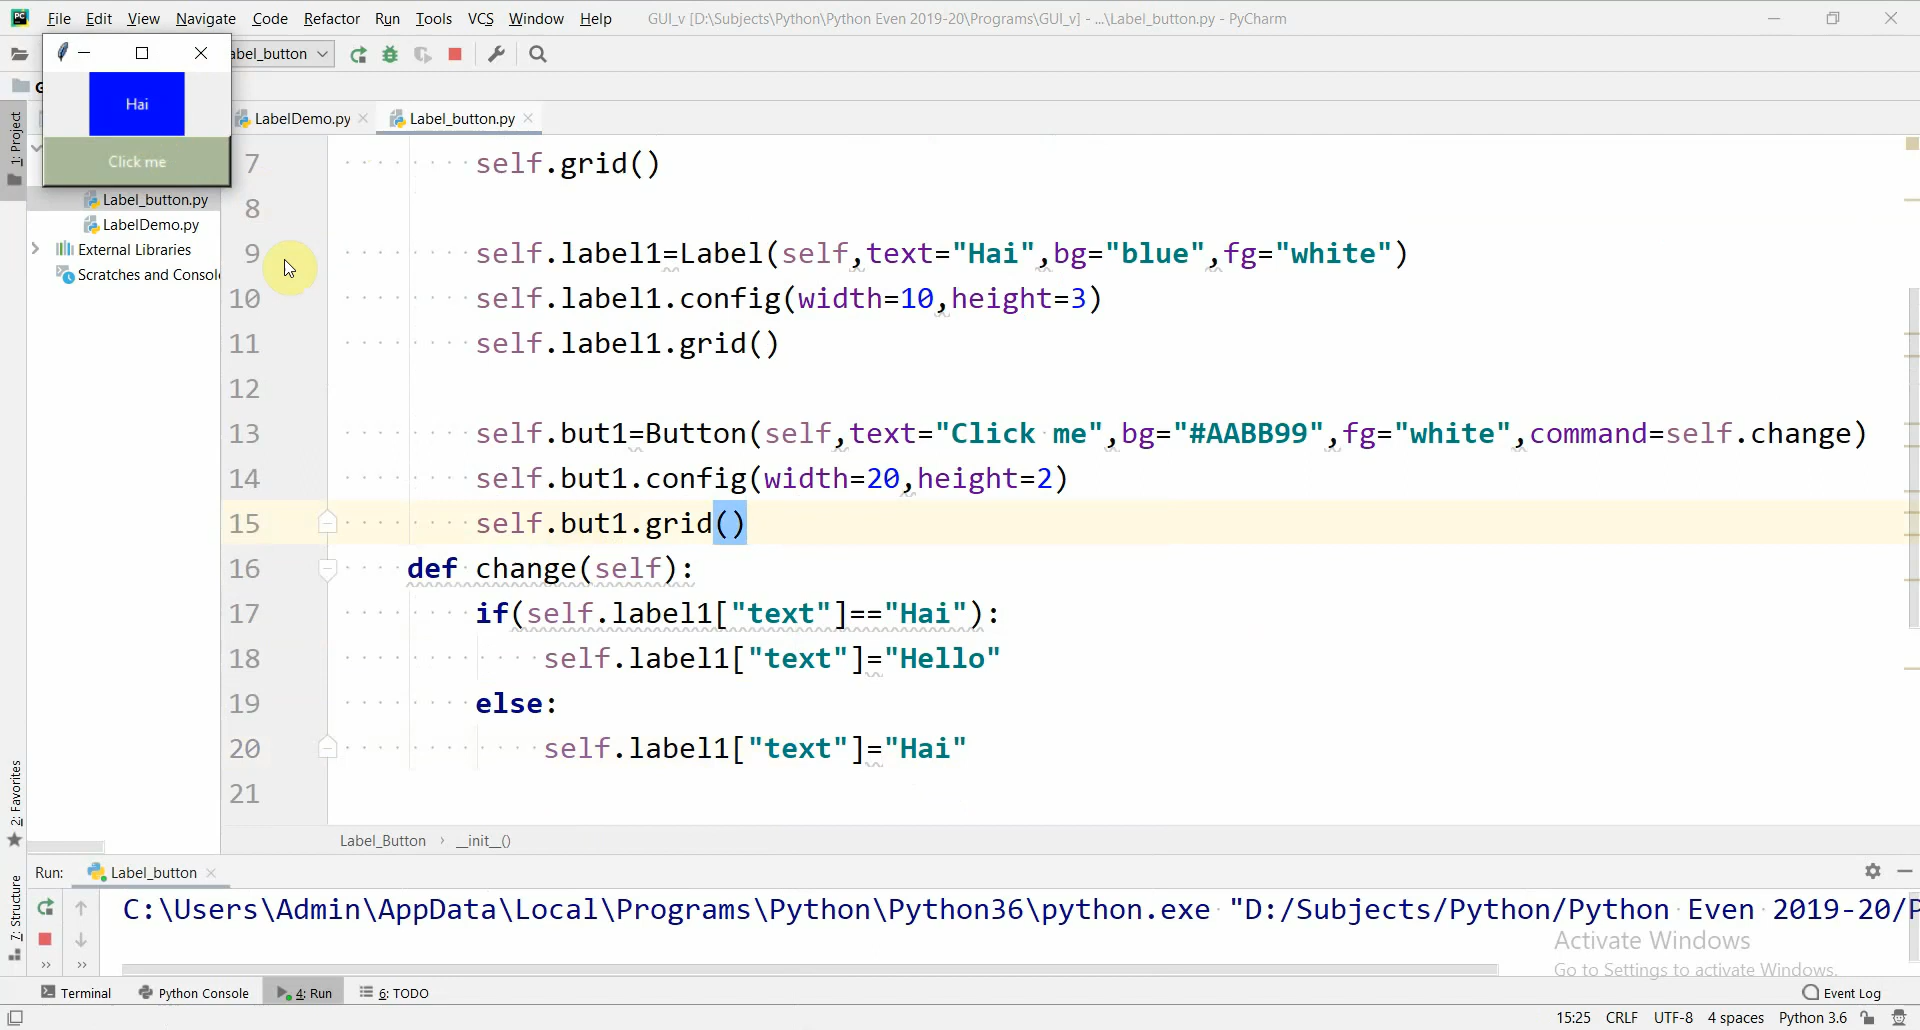 File Edit View Navigate Code Refactor Run Tools VCS Window Help GUI_v [D:\Subjects\Python\Python Even 2019-20\Programs\GUI_v] - ...\Label_button.py - PyCharm
abel_button
Hai
Click me
LabelDemo.py
Label_button.py
1: Project
Label_button.py
LabelDemo.py
External Libraries
Scratches and Consol
7 self.grid()
8
9 self.label1=Label(self,text="Hai",bg="blue",fg="white")
10 self.label1.config(width=10,height=3)
11 self.label1.grid()
12
13 self.but1=Button(self,text="Click me",bg="#AABB99",fg="white",command=self.change)
14 self.but1.config(width=20,height=2)
15 self.but1.grid()
16 def change(self):
17 if(self.label1["text"]=="Hai"):
18 self.label1["text"]="Hello"
19 else:
20 self.label1["text"]="Hai"
21
Label_Button › __init__()
2: Favorites
7: Structure
Run: Label_button
C:\Users\Admin\AppData\Local\Programs\Python\Python36\python.exe "D:/Subjects/Python/Python Even 2019-20/P
Activate Windows
Go to Settings to activate Windows.
Terminal Python Console 4: Run 6: TODO Event Log
15:25 CRLF UTF-8 4 spaces Python 3.6